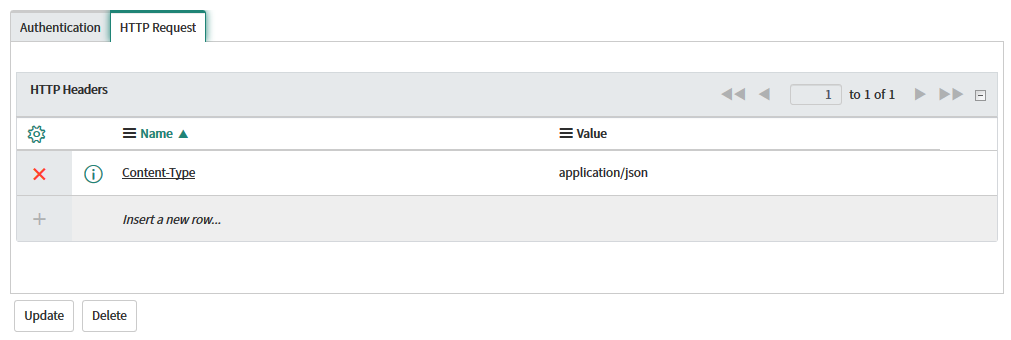 Authentication HTTP Request
HTTP Headers 1 to 1 of 1
Name Value
Content-Type application/json
Insert a new row...
Update Delete